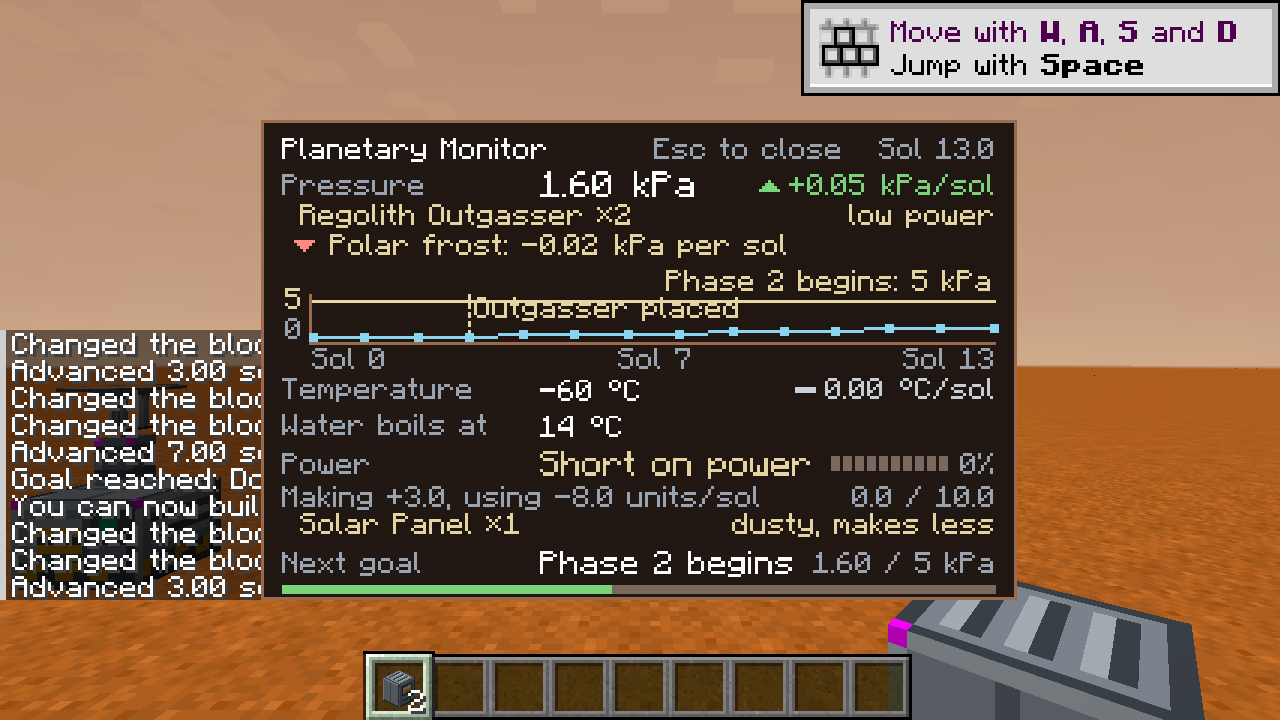 Move with W, A, S and D
Jump with Space
Planetary Monitor Esc to close Sol 13.0
Pressure 1.60 kPa +0.05 kPa/sol
Regolith Outgasser ×2 low power
Polar frost: −0.02 kPa per sol
Phase 2 begins: 5 kPa
5
Outgasser placed
0
Sol 0 Sol 7 Sol 13
Temperature −60 °C 0.00 °C/sol
Water boils at 14 °C
Power Short on power 0%
Making +3.0, using −8.0 units/sol 0.0 / 10.0
Solar Panel ×1 dusty, makes less
Next goal Phase 2 begins 1.60 / 5 kPa
Changed the bloc
Advanced 3.00 s
Changed the bloc
Changed the bloc
Advanced 7.00 s
Goal reached: Do
You can now buil
Changed the bloc
Changed the bloc
Advanced 3.00 s
2